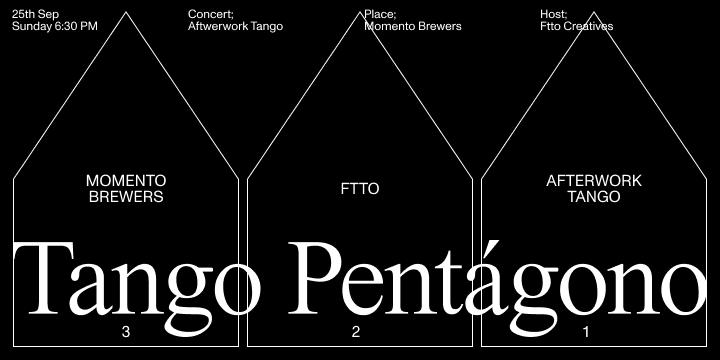 25th Sep
Sunday 6:30 PM
Concert;
Aftwerwork Tango
Place;
Momento Brewers
Host;
Ftto Creatives
MOMENTO
BREWERS
FTTO
AFTERWORK
TANGO
Tango Pentágono
3
2
1